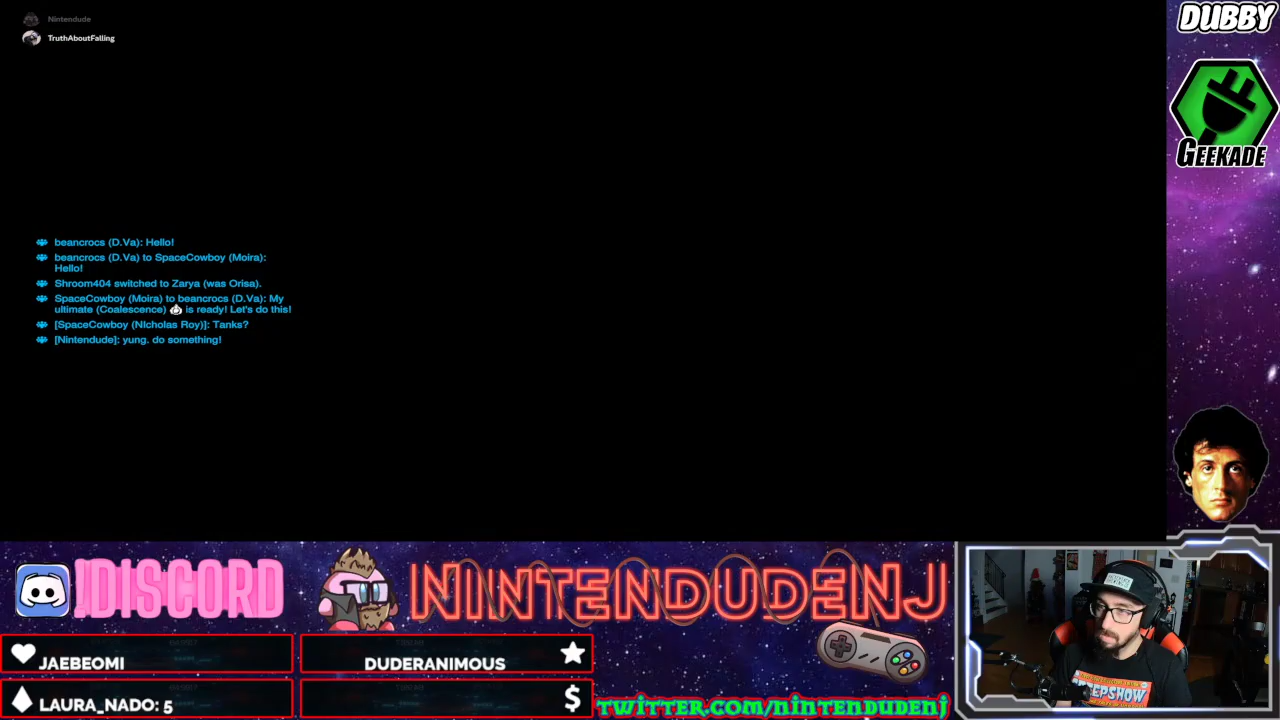 Nintendude
TruthAboutFalling
DUBBY
GEEKADE
beancrocs (D.Va): Hello!
beancrocs (D.Va) to SpaceCowboy (Moira):
Hello!
Shroom404 switched to Zarya (was Orisa).
SpaceCowboy (Moira) to beancrocs (D.Va): My
ultimate (Coalescence) is ready! Let's do this!
[SpaceCowboy (NIcholas Roy)]: Tanks?
[Nintendude]: yung. do something!
!DISCORD
NINTENDUDENJ
JAEBEOMI
DUDERANIMOUS
LAURA_NADO: 5
$
TWITTER.COM/NINTENDUDENJ
CREEPSHOW